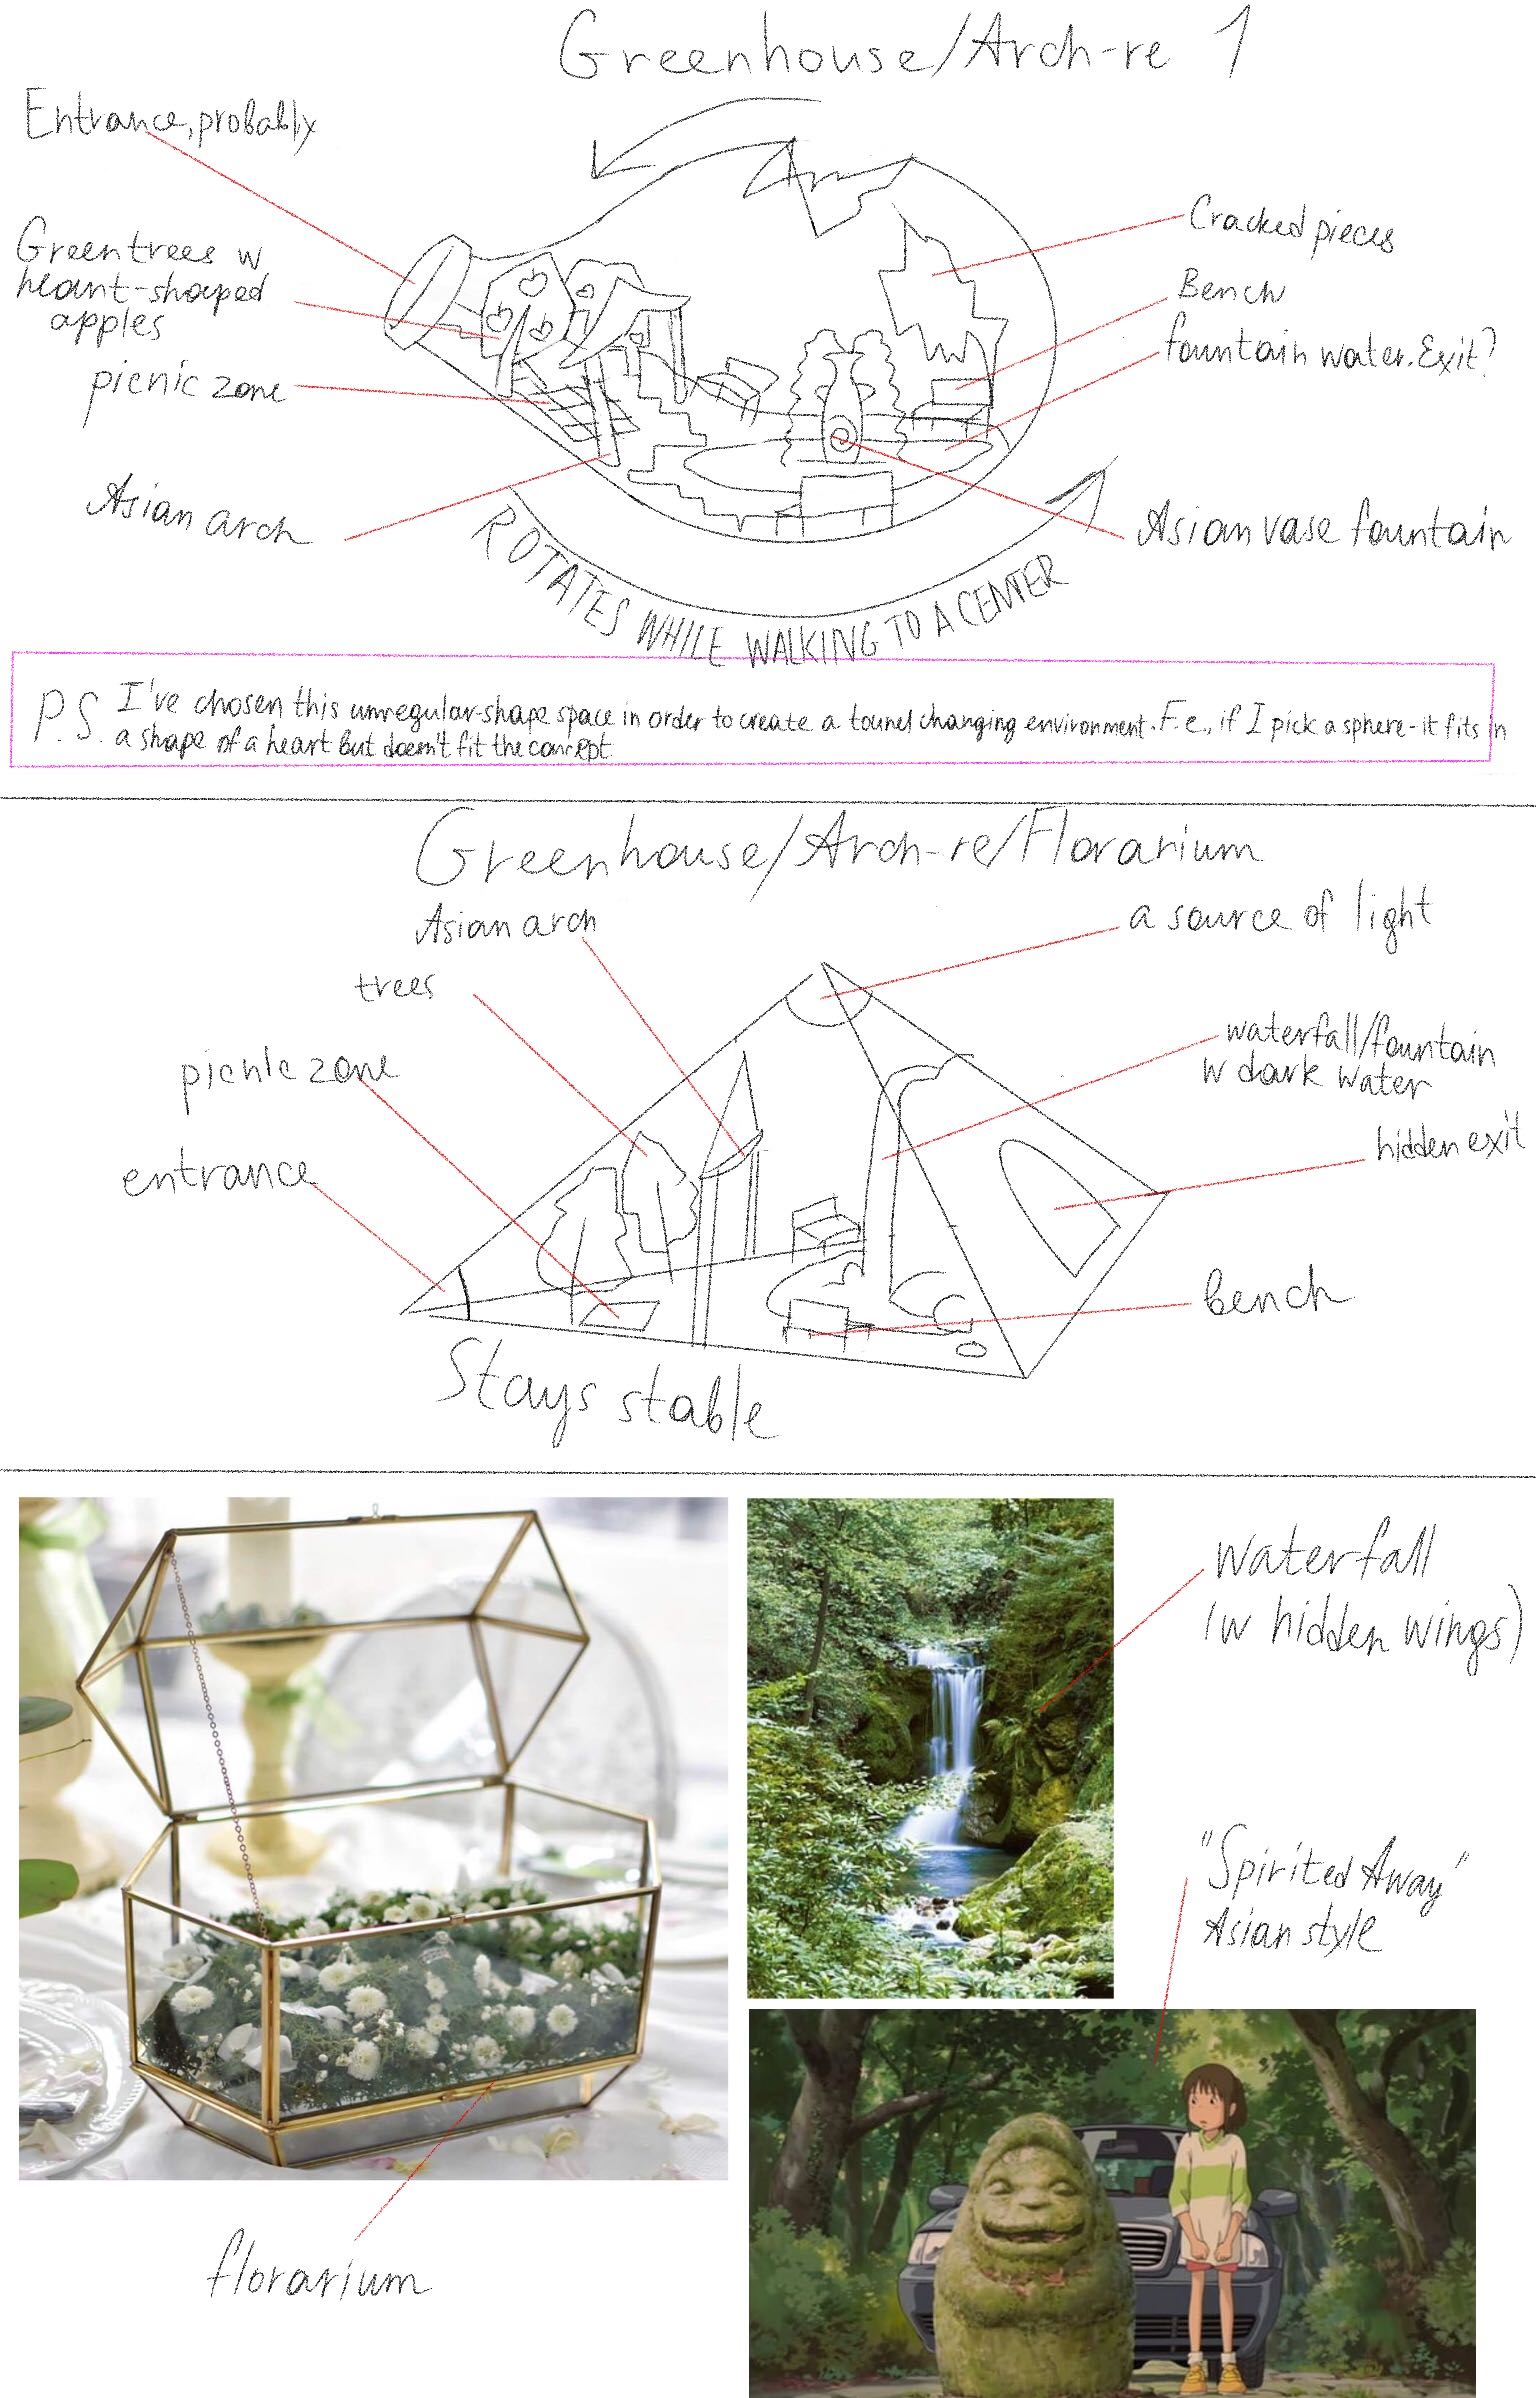 Greenhouse/Arch-re 1
Entrance, probably
Green trees w
heart-shaped
apples
picnic zone
Asian arch
Cracked pieces
Bench
fountain water. Exit?
Asian vase fountain
ROTATES WHILE WALKING TO A CENTER
P.S. I've chosen this unregular-shape space in order to create a tounel changing environment. F.e., if I pick a sphere - it fits in
a shape of a heart but doesn't fit the concept
Greenhouse/Arch-re/Florarium
Asian arch
trees
picnic zone
entrance
a source of light
waterfall/fountain
w dark water
hidden exit
bench
Stays stable
waterfall
(w hidden wings)
"Spirited Away"
Asian style
florarium